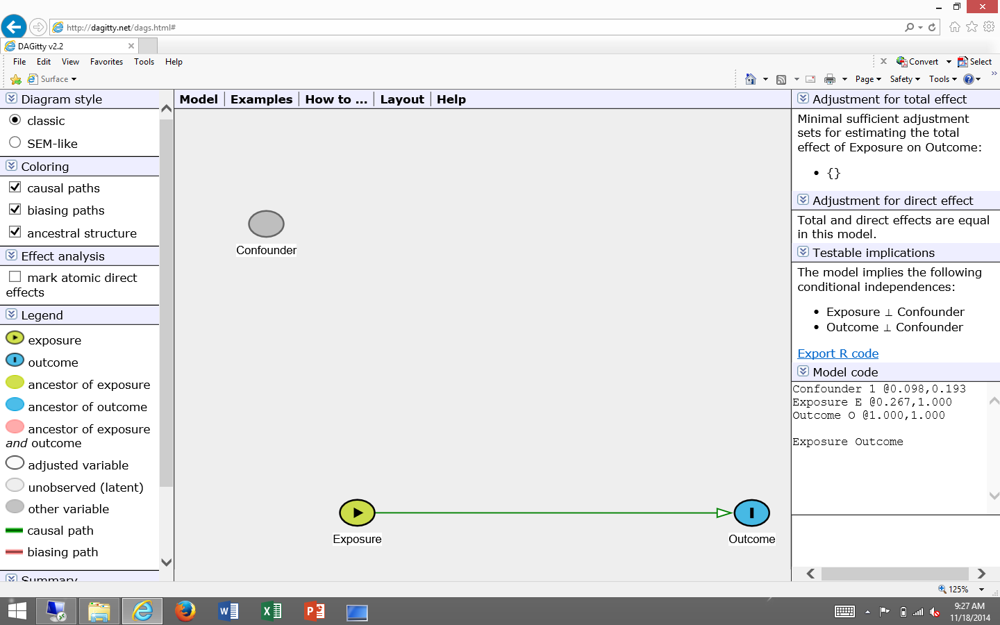 http://dagitty.net/dags.html#
DAGitty v2.2
File Edit View Favorites Tools Help
Convert Select
Surface
Page Safety Tools
Diagram style
classic
SEM-like
Coloring
causal paths
biasing paths
ancestral structure
Effect analysis
mark atomic direct
effects
Legend
exposure
outcome
ancestor of exposure
ancestor of outcome
ancestor of exposure
and outcome
adjusted variable
unobserved (latent)
other variable
causal path
biasing path
Summary
Model Examples How to ... Layout Help
Confounder
Exposure
Outcome
Adjustment for total effect
Minimal sufficient adjustment
sets for estimating the total
effect of Exposure on Outcome:
• {}
Adjustment for direct effect
Total and direct effects are equal
in this model.
Testable implications
The model implies the following
conditional independences:
• Exposure ⊥ Confounder
• Outcome ⊥ Confounder
Export R code
Model code
Confounder 1 @0.098,0.193
Exposure E @0.267,1.000
Outcome O @1.000,1.000
Exposure Outcome
125%
9:27 AM
11/18/2014